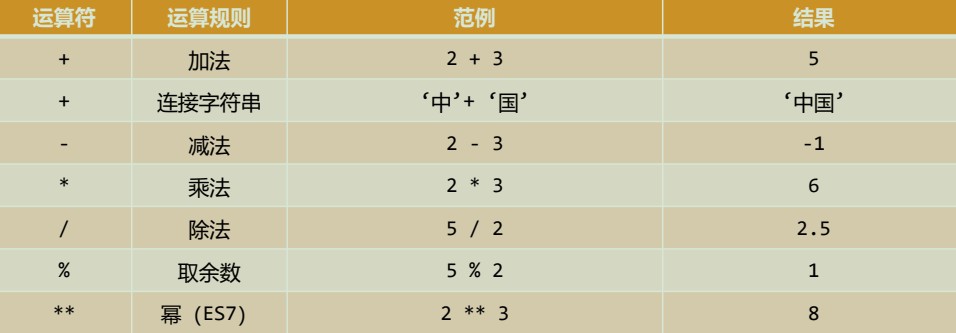 运算符 运算规则 范例 结果
+ 加法 2 + 3 5
+ 连接字符串 ‘中’+ ‘国’ ‘中国’
- 减法 2 - 3 -1
* 乘法 2 * 3 6
/ 除法 5 / 2 2.5
% 取余数 5 % 2 1
** 幂 (ES7) 2 ** 3 8